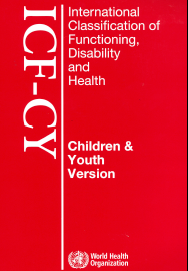 ICF-CY
International
Classification of
Functioning,
Disability
and
Health
Children &
Youth
Version
World Health
Organization